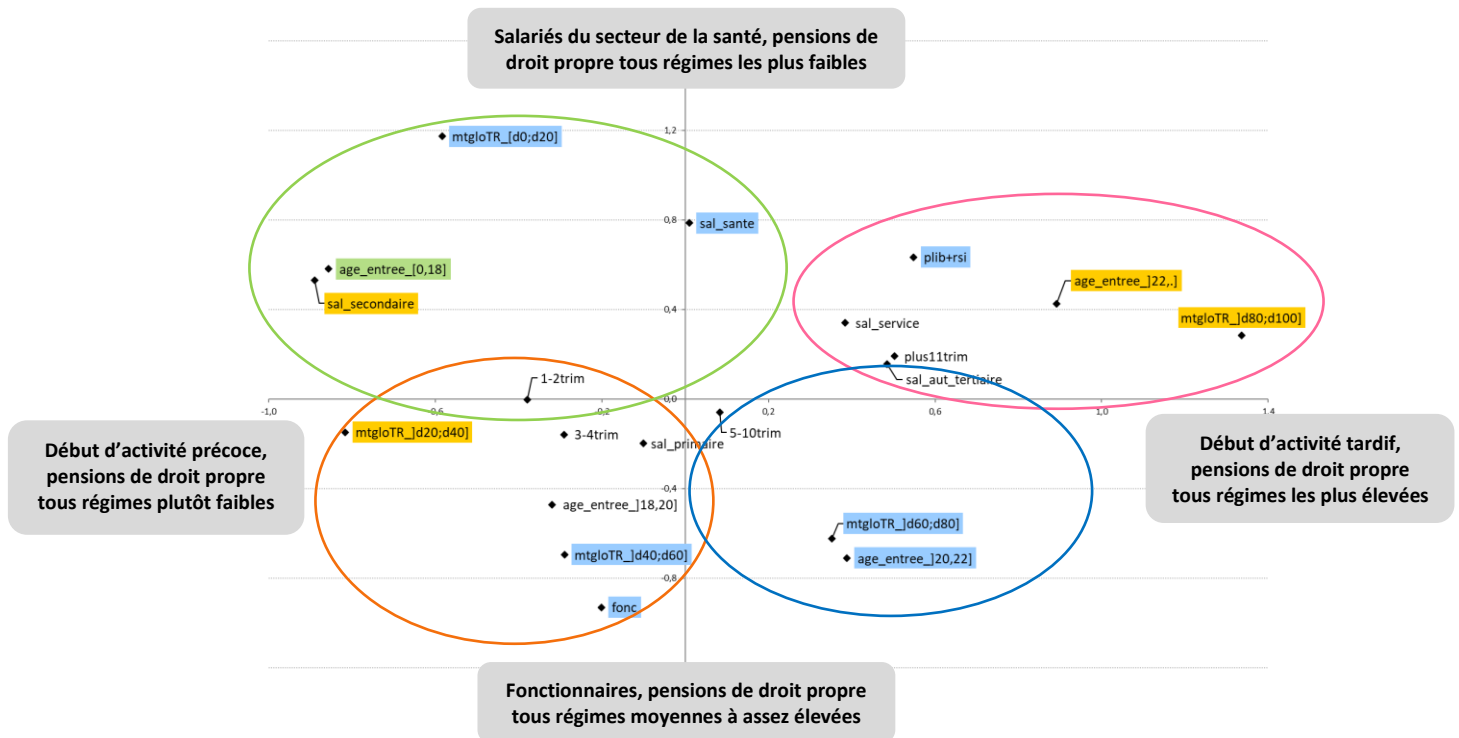 Salariés du secteur de la santé, pensions de
droit propre tous régimes les plus faibles
1,2
mtgloTR_[d0;d20]
0,8
sal_sante
plib+rsi
age_entree_[0,18]
age_entree_]22,.]
sal_secondaire
0,4
mtgloTR_]d80;d100]
sal_service
plus11trim
1-2trim
sal_aut_tertiaire
-1,0
-0,6
-0,2
0,0
0,2
0,6
1,0
1.4
mtgloTR_]d20;d40]
3-4trim
5-10trim
sal_primaire
Début d’activité précoce,
pensions de droit propre
tous régimes plutôt faibles
Début d’activité tardif,
pensions de droit propre
tous régimes les plus élevées
-0,4
age_entree_]18,20]
mtgloTR_]d60;d80]
mtgloTR_]d40;d60]
age_entree_]20,22]
-0,8
fonc
Fonctionnaires, pensions de droit propre
tous régimes moyennes à assez élevées